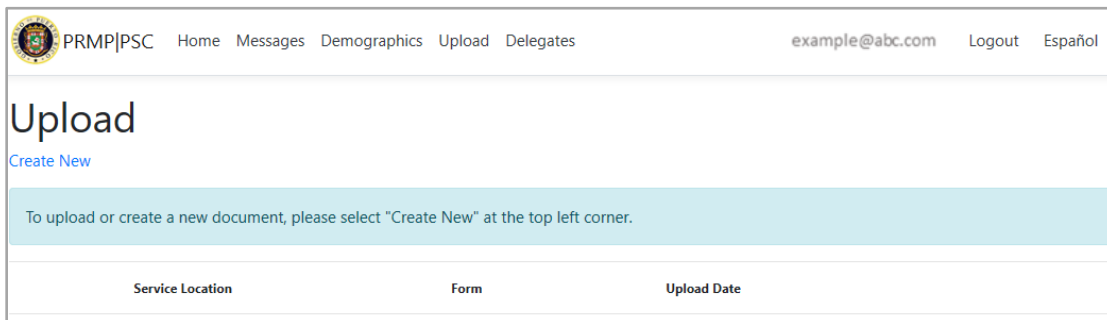 PRMP|PSC Home Messages Demographics Upload Delegates example@abc.com Logout Español
Upload
Create New
To upload or create a new document, please select "Create New" at the top left corner.
Service Location Form Upload Date